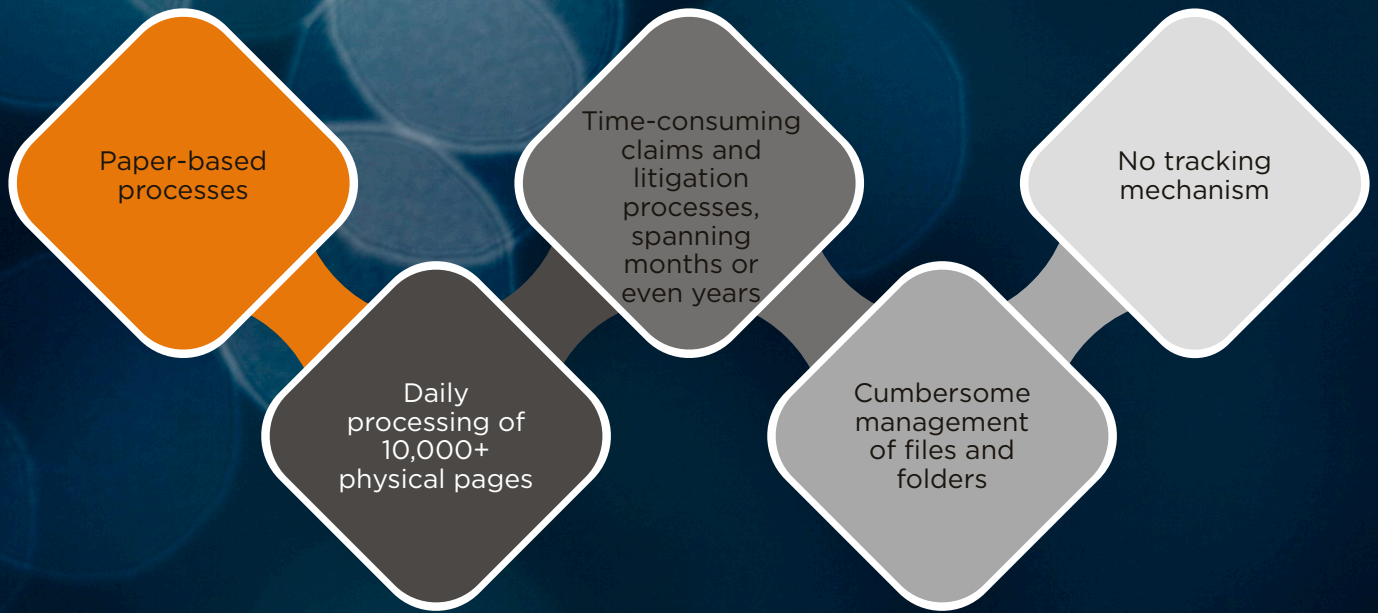 Paper-based
processes
Daily
processing of
10,000+
physical pages
Time-consuming
claims and
litigation
processes,
spanning
months or
even years
Cumbersome
management
of files and
folders
No tracking
mechanism